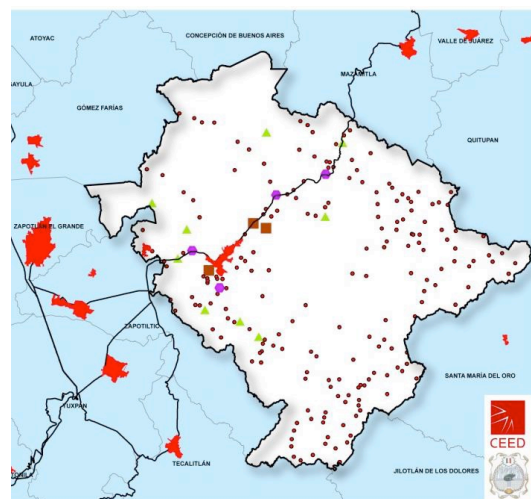 ATOYAC
CONCEPCIÓN DE BUENOS AIRES
VALLE DE JUÁREZ
MAZAMITLA
GÓMEZ FARÍAS
QUITUPAN
ZAPOTLÁN EL GRANDE
ZAPOTILTIC
SANTA MARÍA DEL ORO
TUXPAN
TECALITLÁN
JILOTLÁN DE LOS DOLORES
CEED